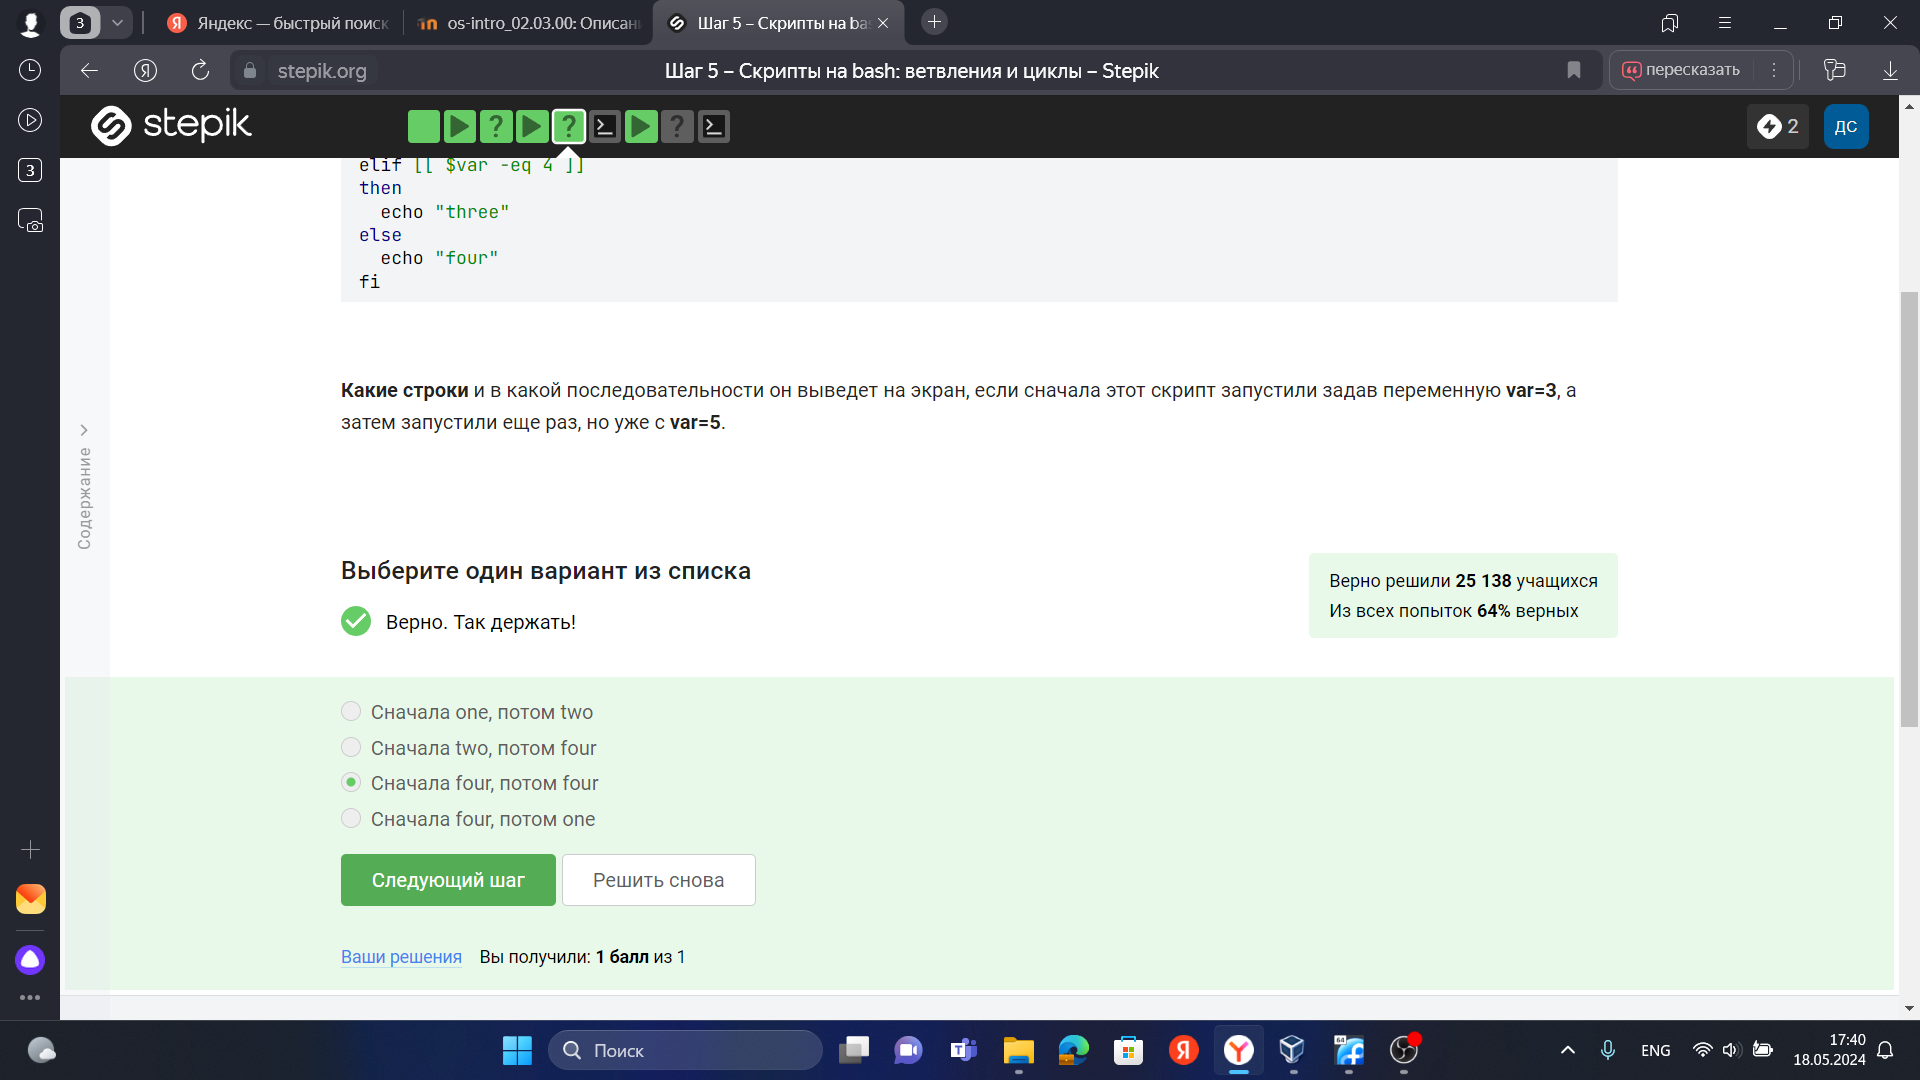 3
Яндекс — быстрый поиск
os-intro_02.03.00: Описани
Шаг 5 – Скрипты на ba
stepik.org
Шаг 5 – Скрипты на bash: ветвления и циклы – Stepik
пересказать
3
stepik
2
ДС
elif [[ $var -eq 4 ]]
then
echo "three"
else
echo "four"
fi
Какие строки и в какой последовательности он выведет на экран, если сначала этот скрипт запустили задав переменную var=3, а
затем запустили еще раз, но уже с var=5.
Содержание
Выберите один вариант из списка
Верно. Так держать!
Верно решили 25 138 учащихся
Из всех попыток 64% верных
Сначала one, потом two
Сначала two, потом four
Сначала four, потом four
Сначала four, потом one
Следующий шаг
Решить снова
Ваши решения
Вы получили: 1 балл из 1
Поиск
64
ENG
17:40
18.05.2024